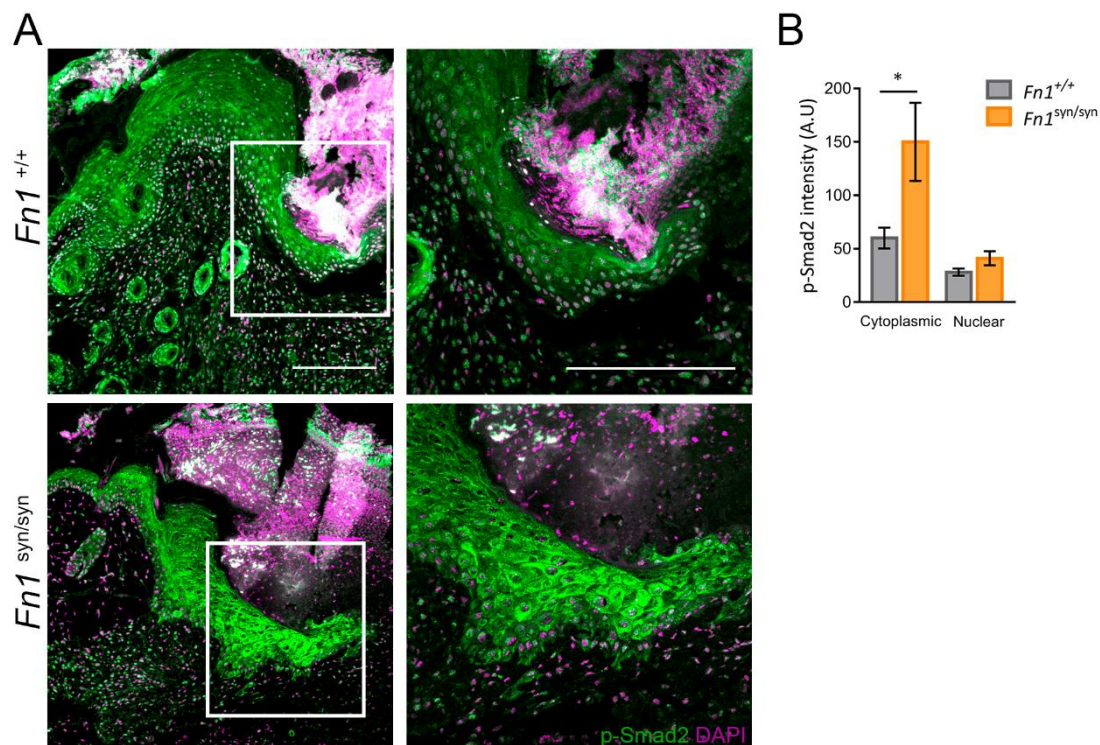 A
Fn1 +/+
Fn1 syn/syn
p-Smad2 DAPI
B
p-Smad2 intensity (A.U)
200
150
100
50
0
*
Cytoplasmic Nuclear
Fn1+/+
Fn1syn/syn